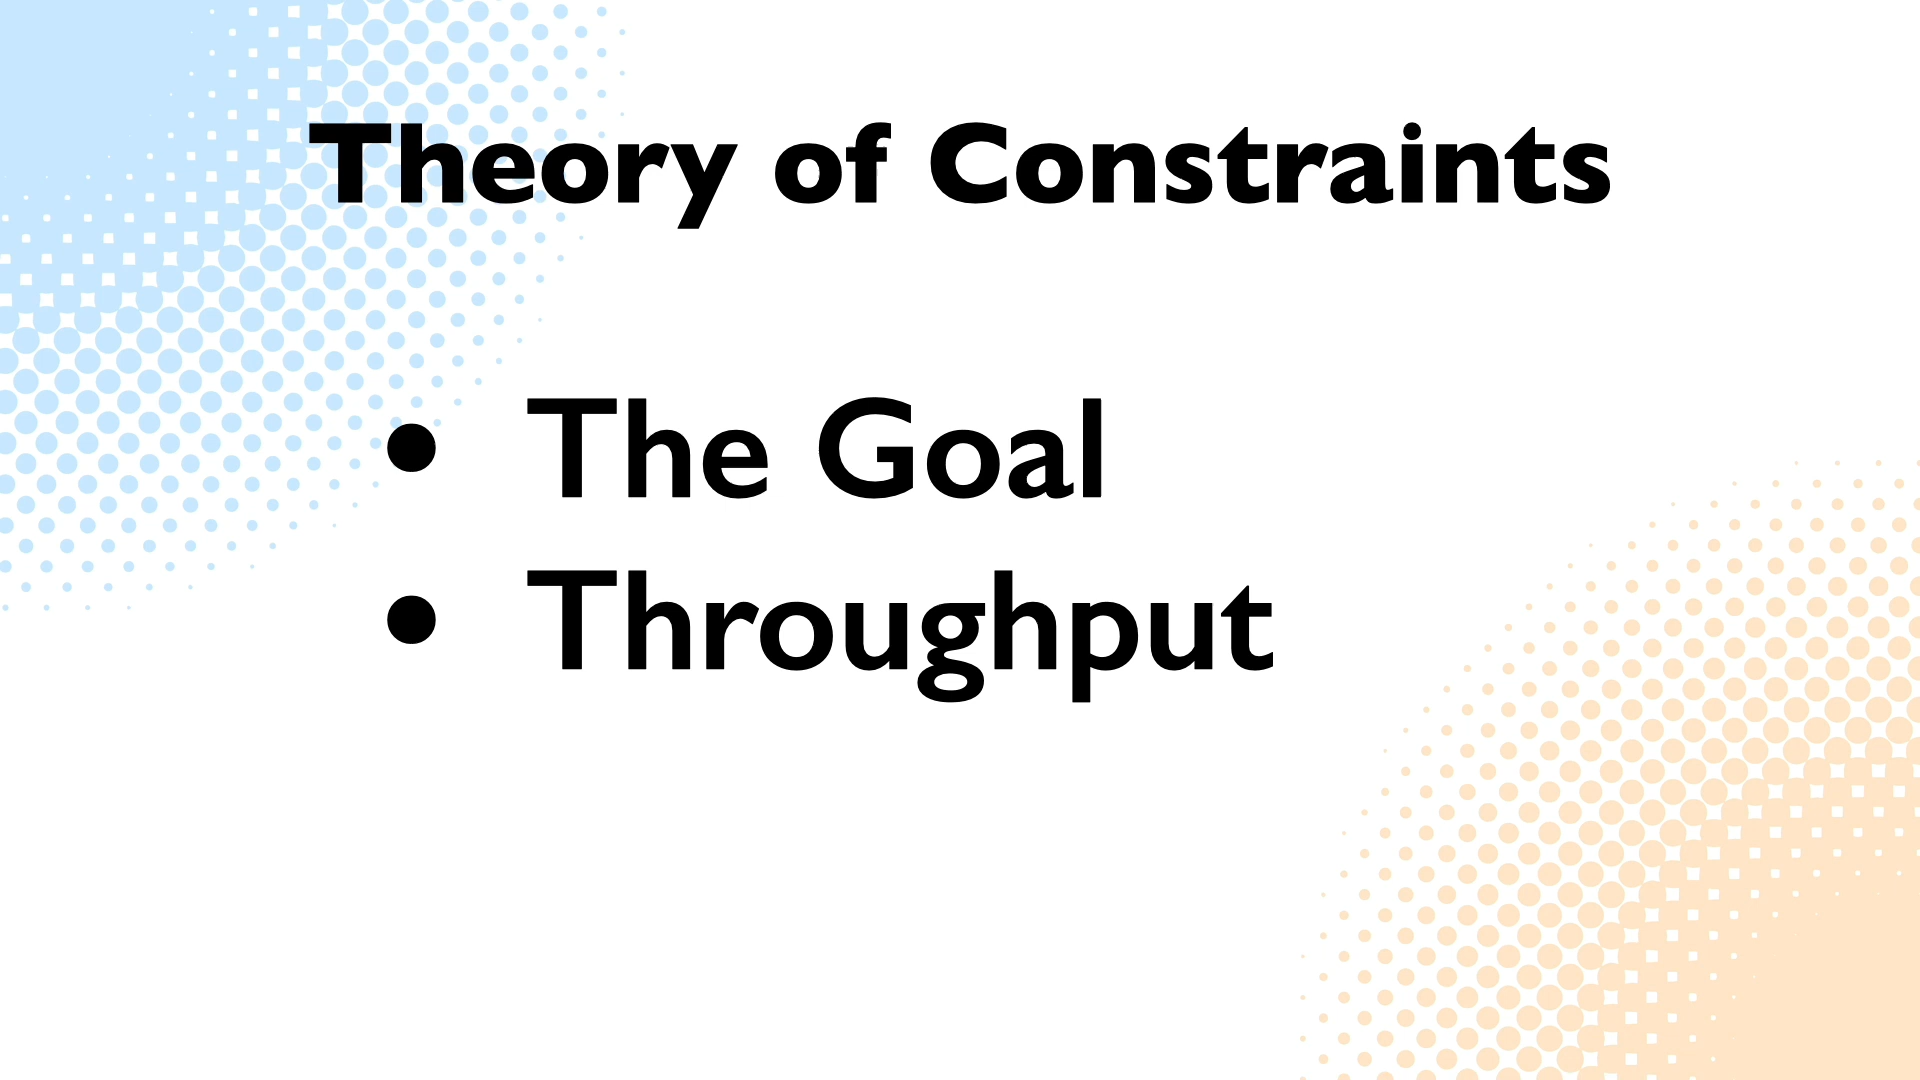 Theory of Constraints
• The Goal
• Throughput